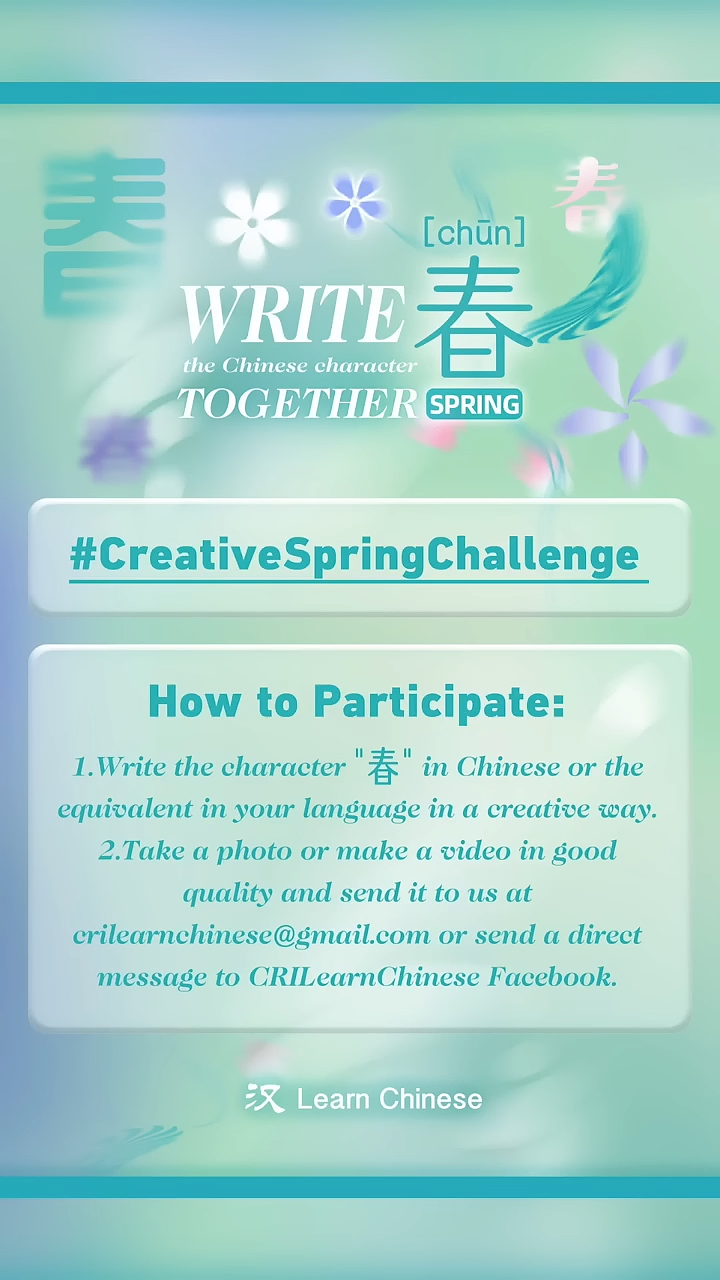 春
春
[chūn]
WRITE 春
the Chinese character
TOGETHER SPRING
春
#CreativeSpringChallenge
How to Participate:
1.Write the character "春" in Chinese or the
equivalent in your language in a creative way.
2.Take a photo or make a video in good
quality and send it to us at
crilearnchinese@gmail.com or send a direct
message to CRILearnChinese Facebook.
汉 Learn Chinese